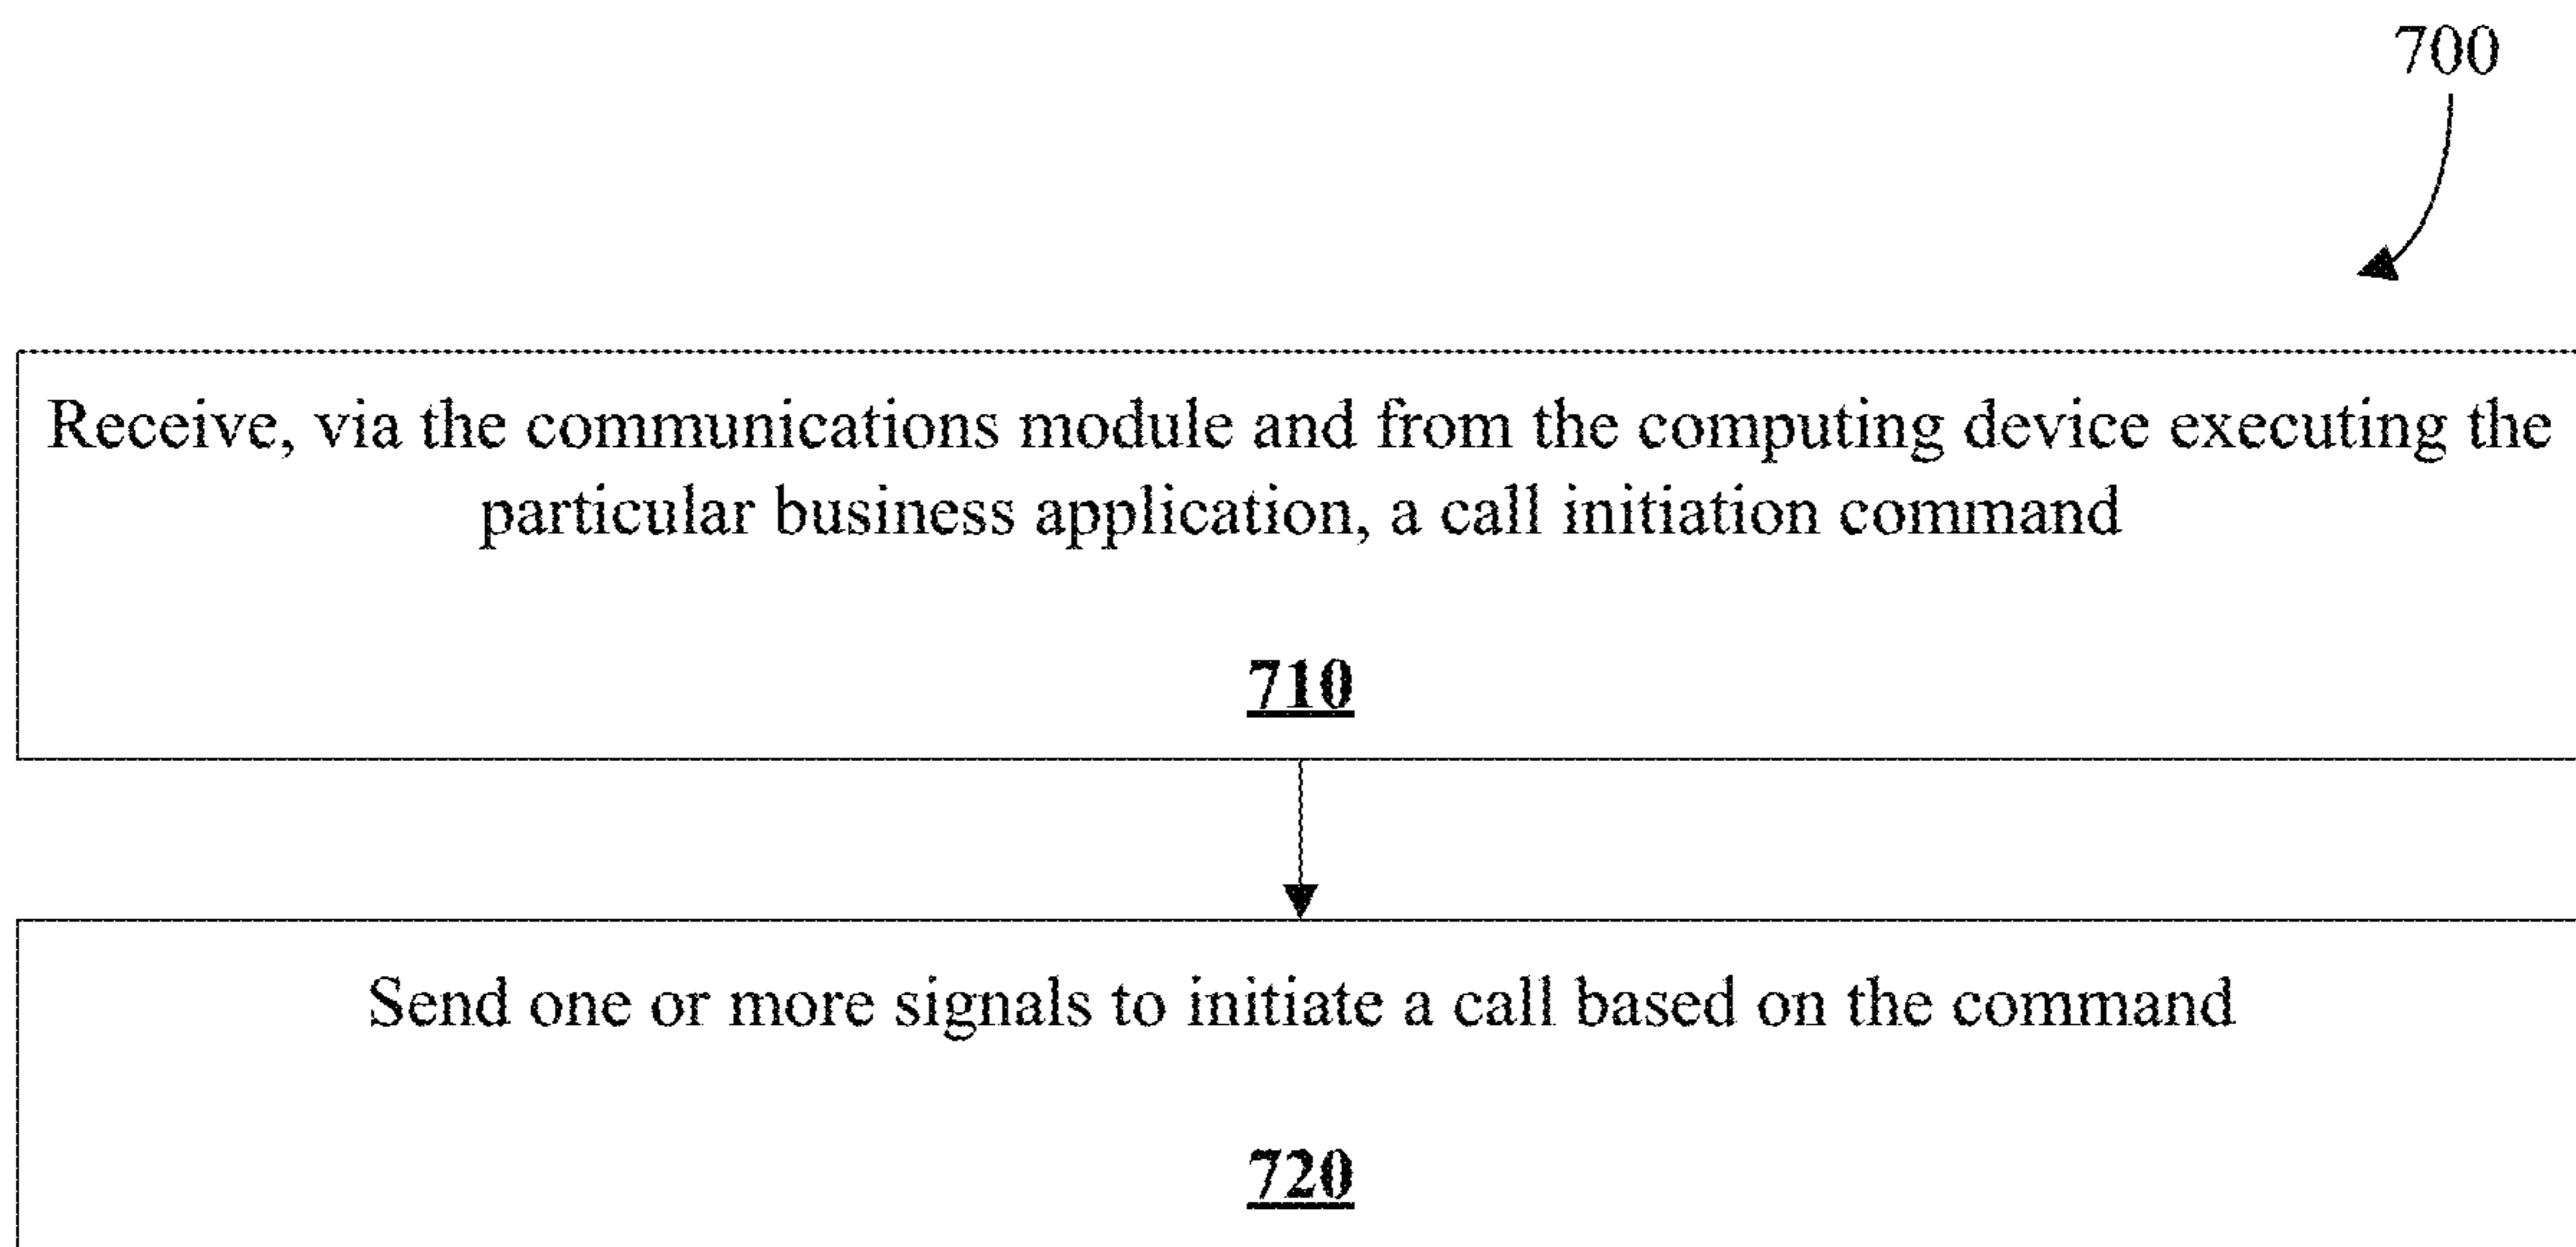 700
Receive, via the communications module and from the computing device executing the
particular business application, a call initiation command
710
Send one or more signals to initiate a call based on the command
720